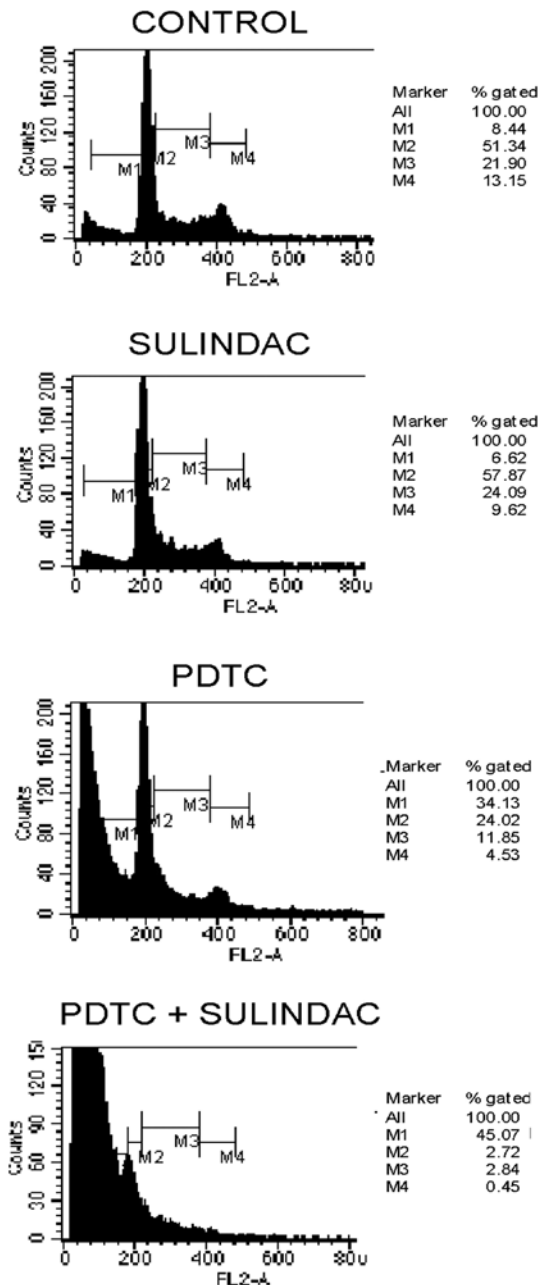 CONTROL
200
160
120
80
40
0
Counts
M1
M2
M3
M4
0 200 400 600 800
FL2-A
Marker % gated
All 100.00
M1 8.44
M2 51.34
M3 21.90
M4 13.15
SULINDAC
200
160
120
80
40
0
Counts
M1
M2
M3
M4
0 200 400 600 800
FL2-A
Marker % gated
All 100.00
M1 6.62
M2 57.87
M3 24.09
M4 9.62
PDTC
200
160
120
80
40
0
Counts
M1
M2
M3
M4
0 200 400 600 800
FL2-A
Marker % gated
All 100.00
M1 34.13
M2 24.02
M3 11.85
M4 4.53
PDTC + SULINDAC
150
120
90
60
30
0
Counts
M2
M3
M4
0 200 400 600 800
FL2-A
Marker % gated
All 100.00
M1 45.07
M2 2.72
M3 2.84
M4 0.45